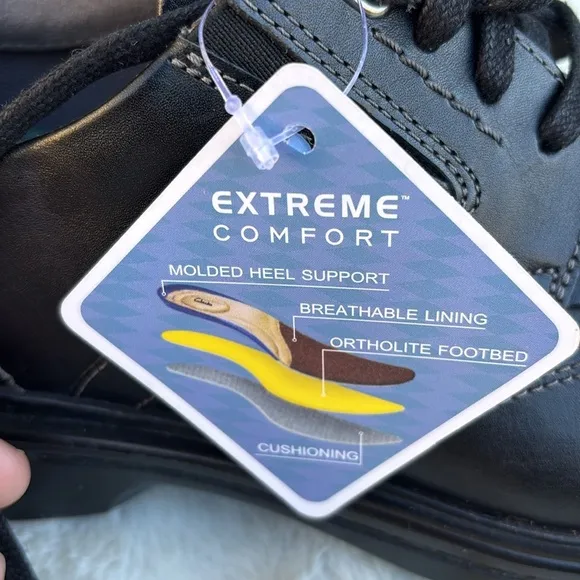 EXTREME™
COMFORT
MOLDED HEEL SUPPORT
BREATHABLE LINING
ORTHOLITE FOOTBED
CUSHIONING